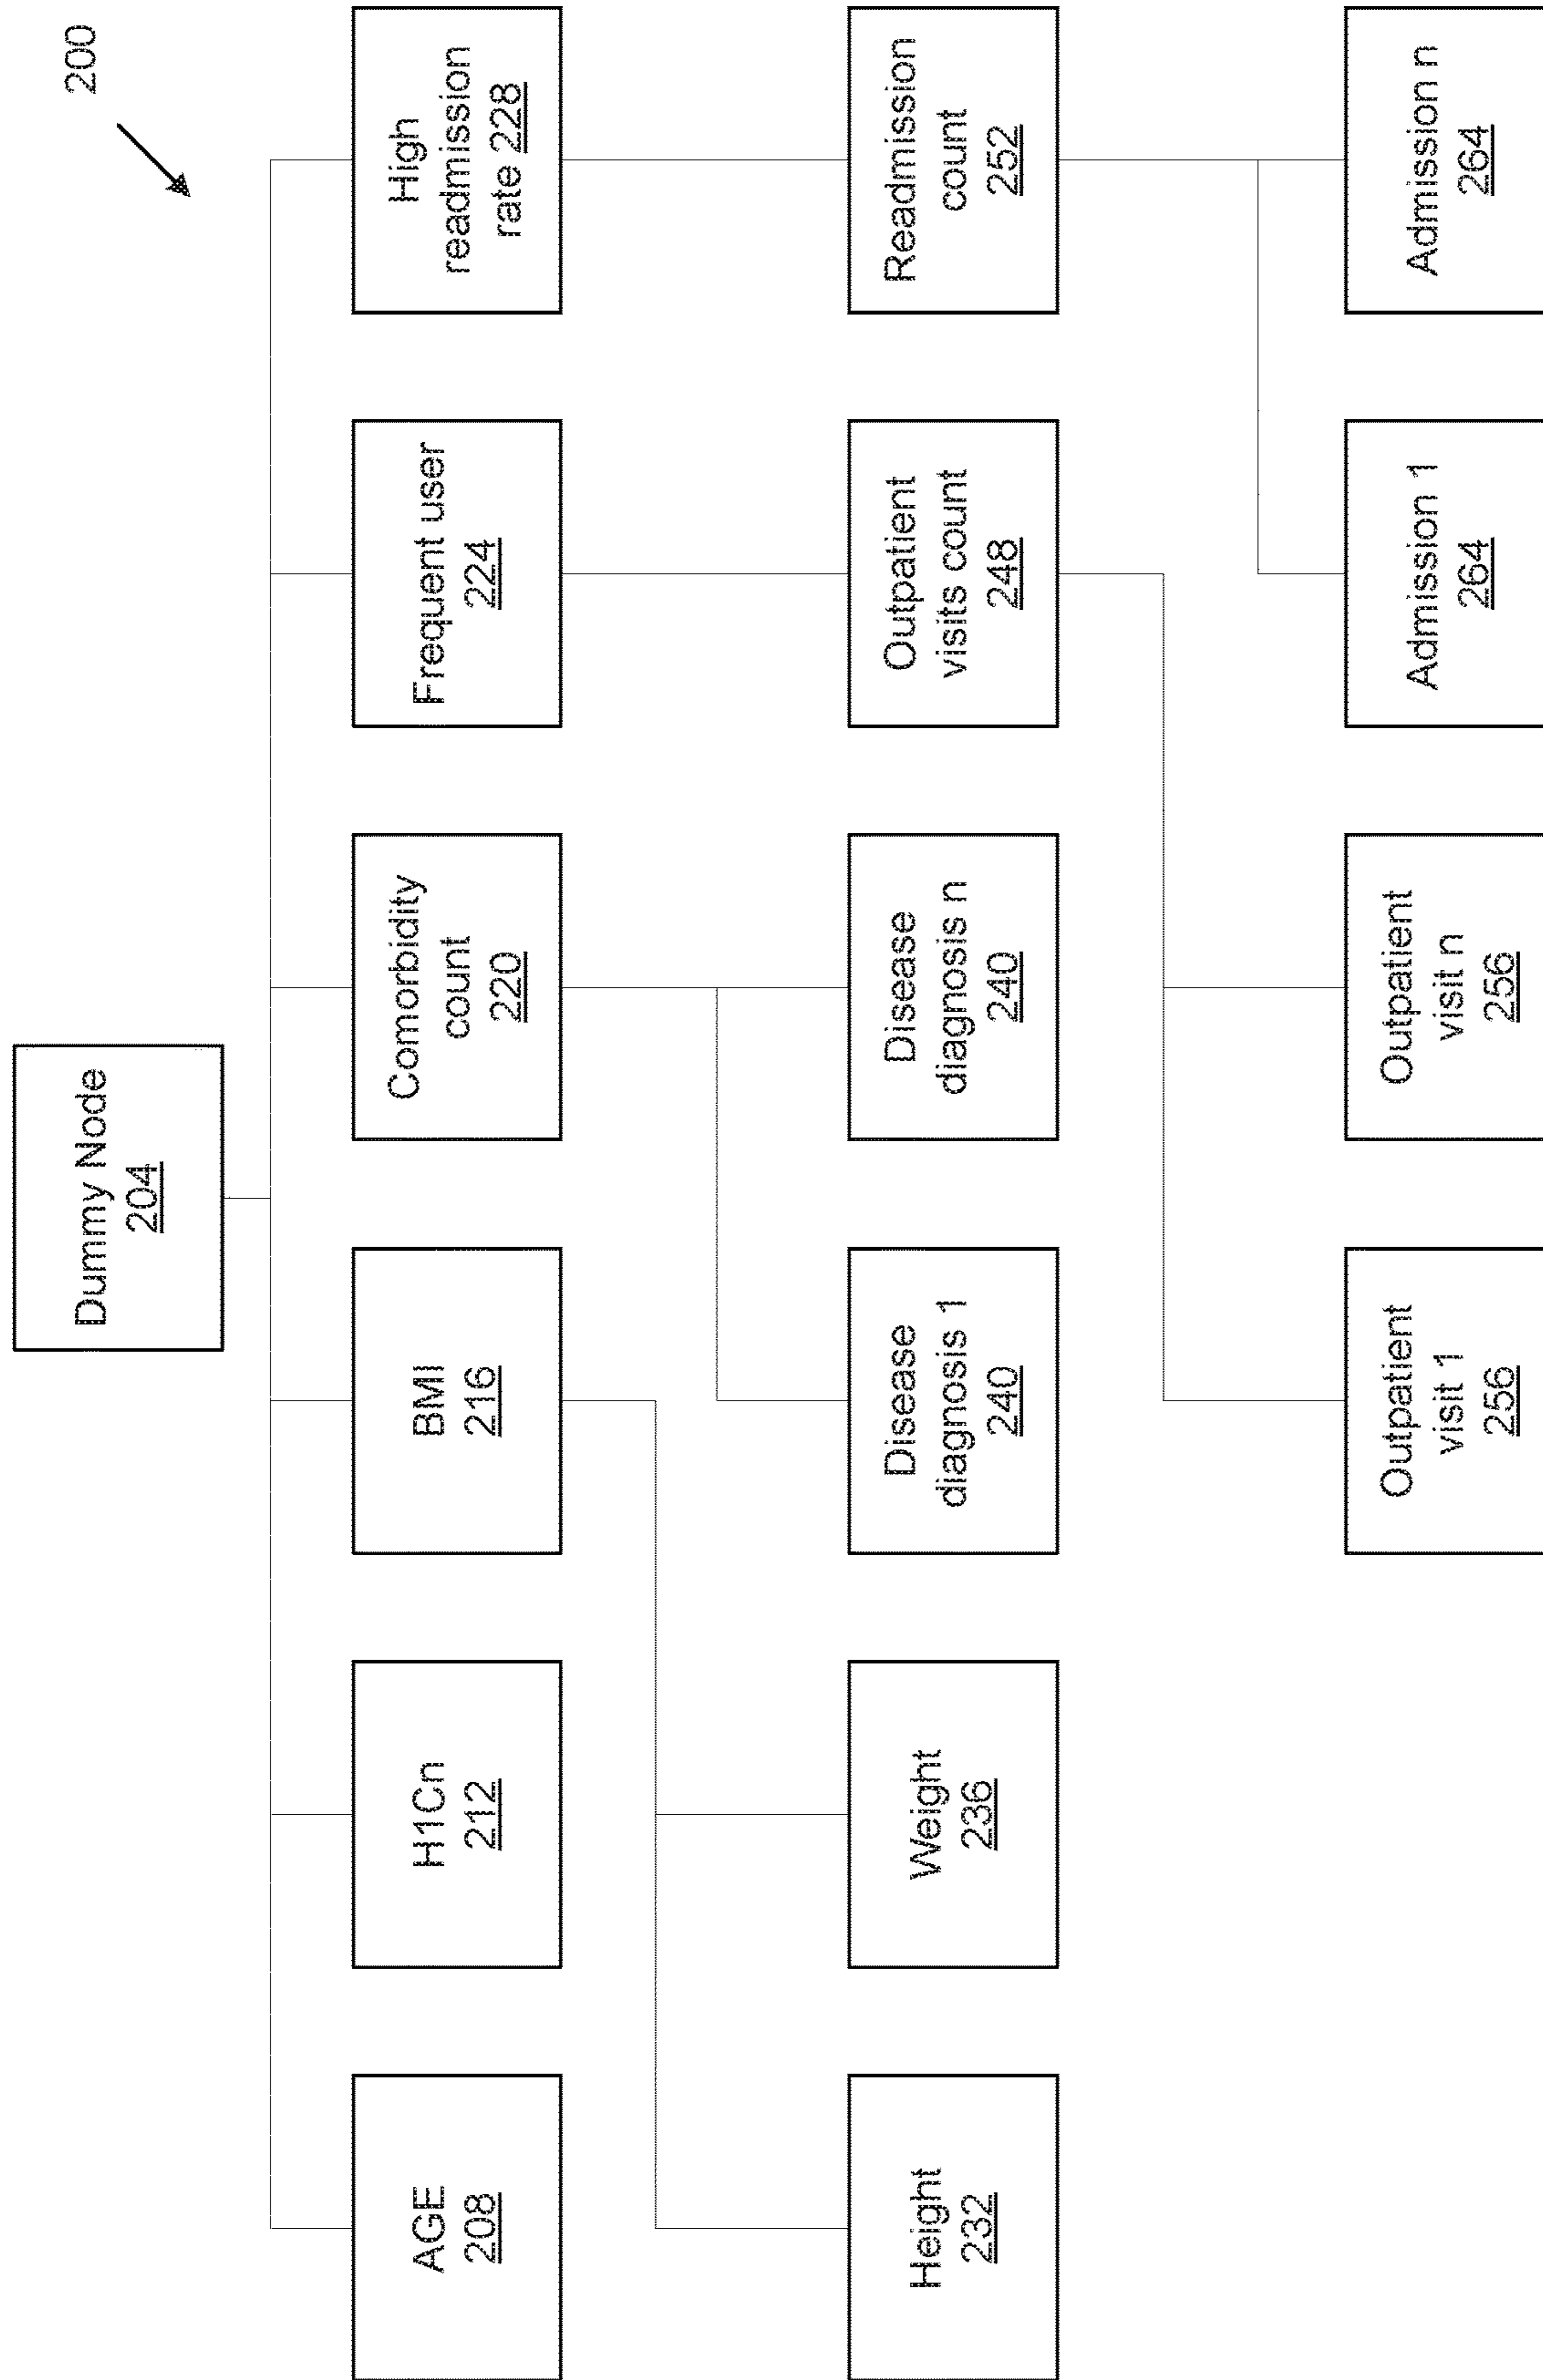 200
Dummy Node
204
AGE
208
H1Cn
212
BMI
216
Comorbidity
count
220
Frequent user
224
High
readmission
rate 228
Height
232
Weight
236
Disease
diagnosis 1
240
Disease
diagnosis n
240
Outpatient
visits count
248
Readmission
count
252
Outpatient
visit 1
256
Outpatient
visit n
256
Admission 1
264
Admission n
264